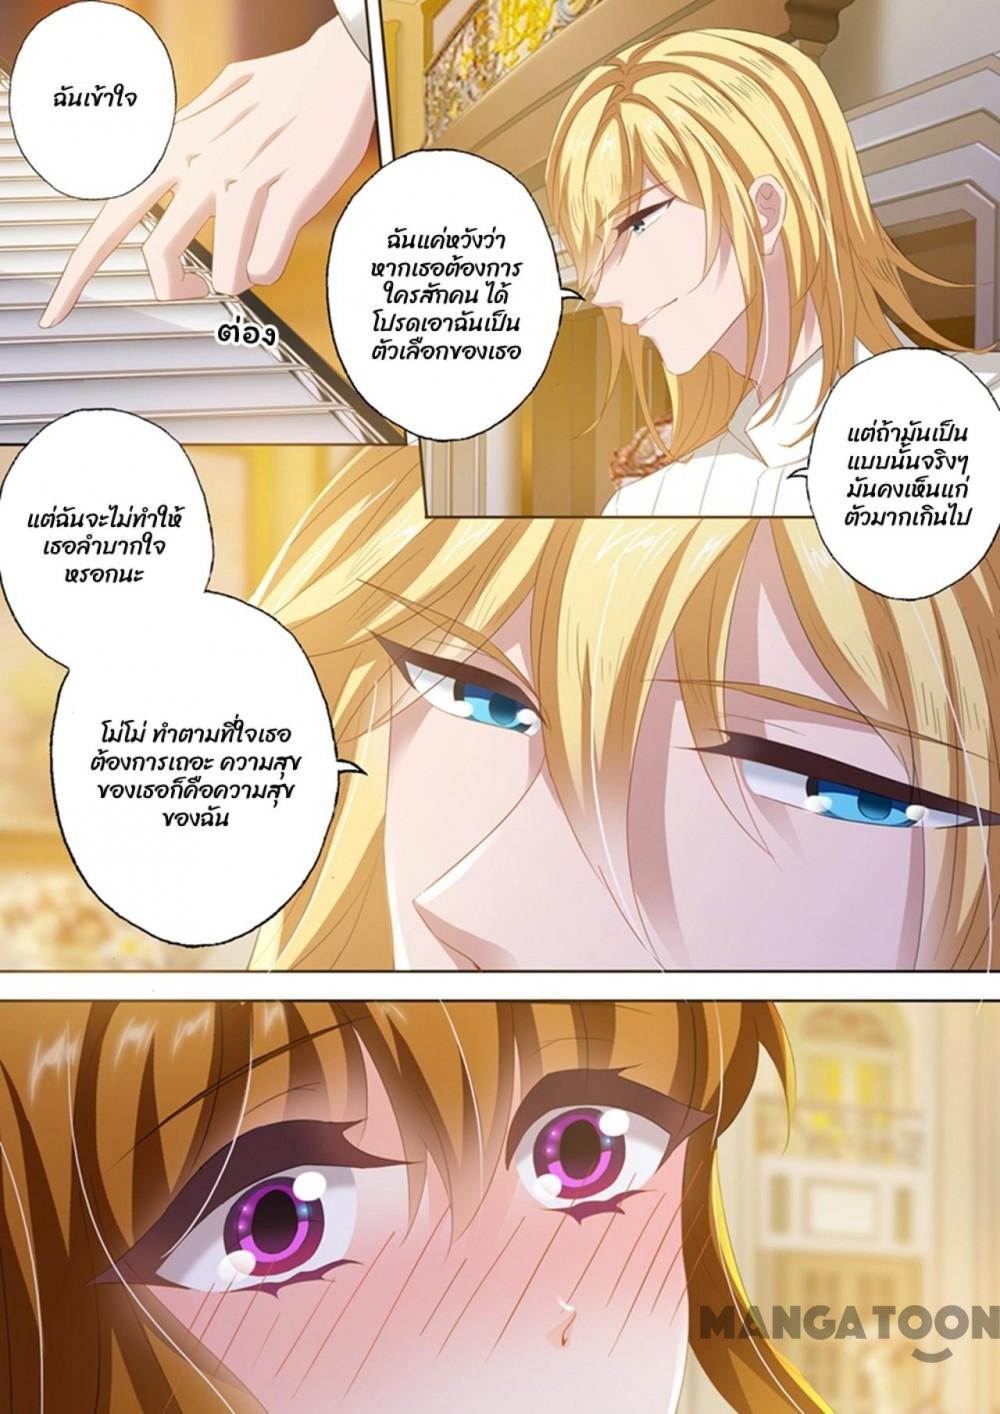 ฉันเข้าใจ
ต่อง
ฉันแค่หวังว่า
หากเธอต้องการ
ใครสักคน ได้
โปรดเอาฉันเป็น
ตัวเลือกของเธอ
แต่ถ้ามันเป็น
แบบนั้นจริงๆ
มันคงเห็นแก่
ตัวมากเกินไป
แต่ฉันจะไม่ทำให้
เธอลำบากใจ
หรอกนะ
โม่โม่ ทำตามที่ใจเธอ
ต้องการเถอะ ความสุข
ของเธอก็คือความสุข
ของฉัน
MANGATOON